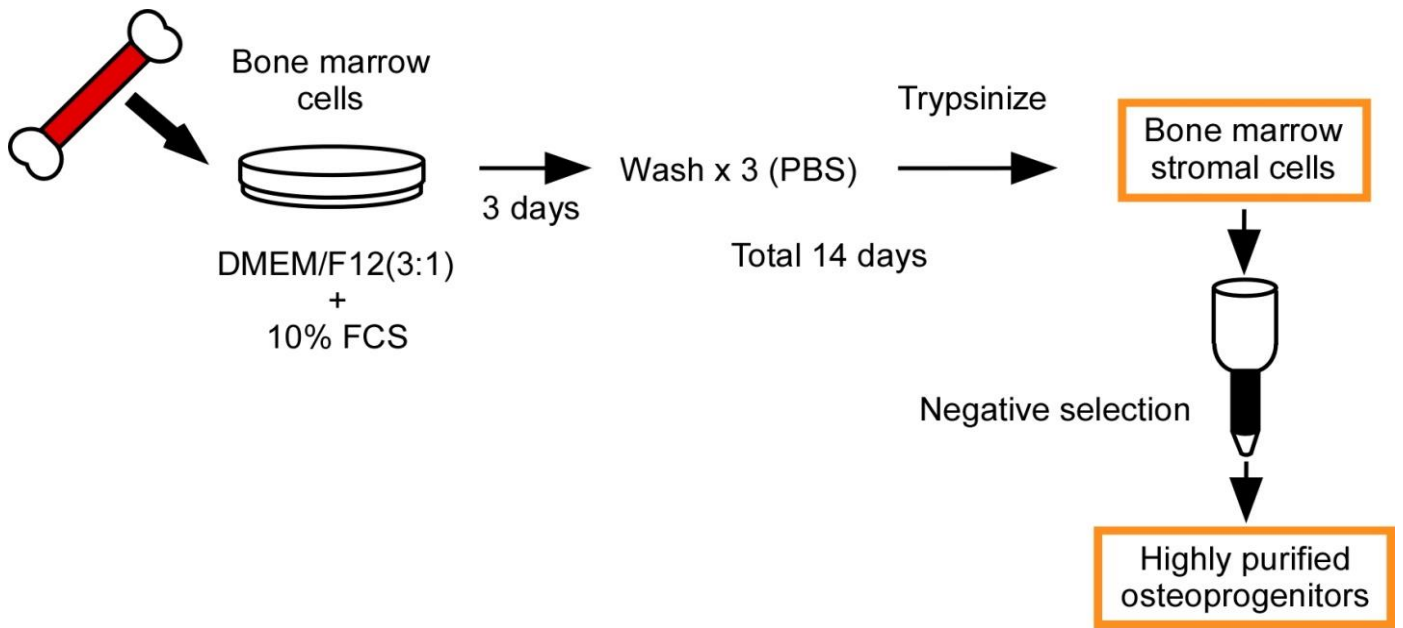 Bone marrow
cells
DMEM/F12(3:1)
+
10% FCS
3 days
Wash x 3 (PBS)
Total 14 days
Trypsinize
Bone marrow
stromal cells
Negative selection
Highly purified
osteoprogenitors